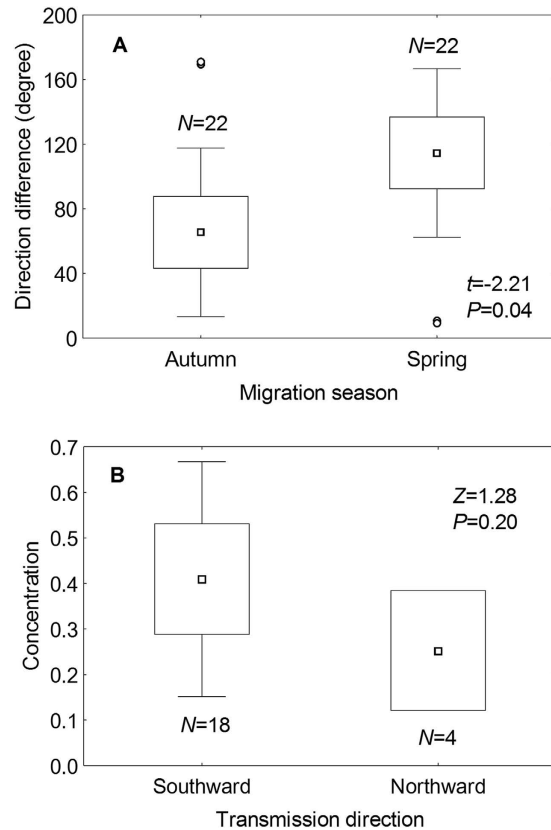 A
N=22
N=22
Direction difference (degree)
200
160
120
80
40
0
t=-2.21
P=0.04
Autumn Spring
Migration season
B
Concentration
0.7
0.6
0.5
0.4
0.3
0.2
0.1
0.0
Z=1.28
P=0.20
N=18
N=4
Southward Northward
Transmission direction